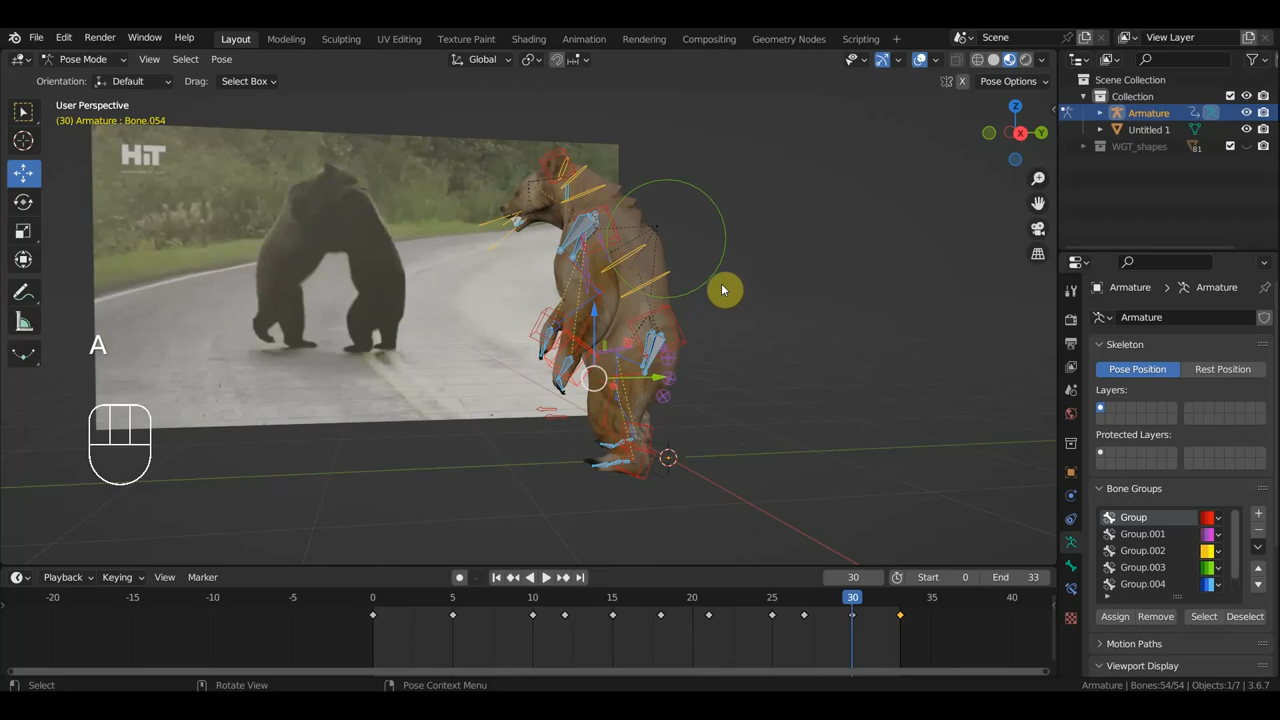 File Edit Render Window Help
Layout Modeling Sculpting UV Editing Texture Paint Shading Animation Rendering Compositing Geometry Nodes Scripting +
Scene View Layer
Pose Mode View Select Pose Global Pose Options
Orientation: Default Drag: Select Box X Pose Options
User Perspective
(30) Armature : Bone.054
HiT
A
Z
X
Y
Scene Collection
Collection
Armature
Untitled 1
WGT_shapes 81
Armature > Armature
Armature
Skeleton
Pose Position Rest Position
Layers:
Protected Layers:
Bone Groups
Group
Group.001
Group.002
Group.003
Group.004
Assign Remove Select Deselect
Motion Paths
Viewport Display
Playback Keying View Marker 30 Start 0 End 33
-20 -15 -10 -5 0 5 10 15 20 25 30 35 40
Select Rotate View Pose Context Menu Armature | Bones:54/54 | Objects:1/7 | 3.6.7